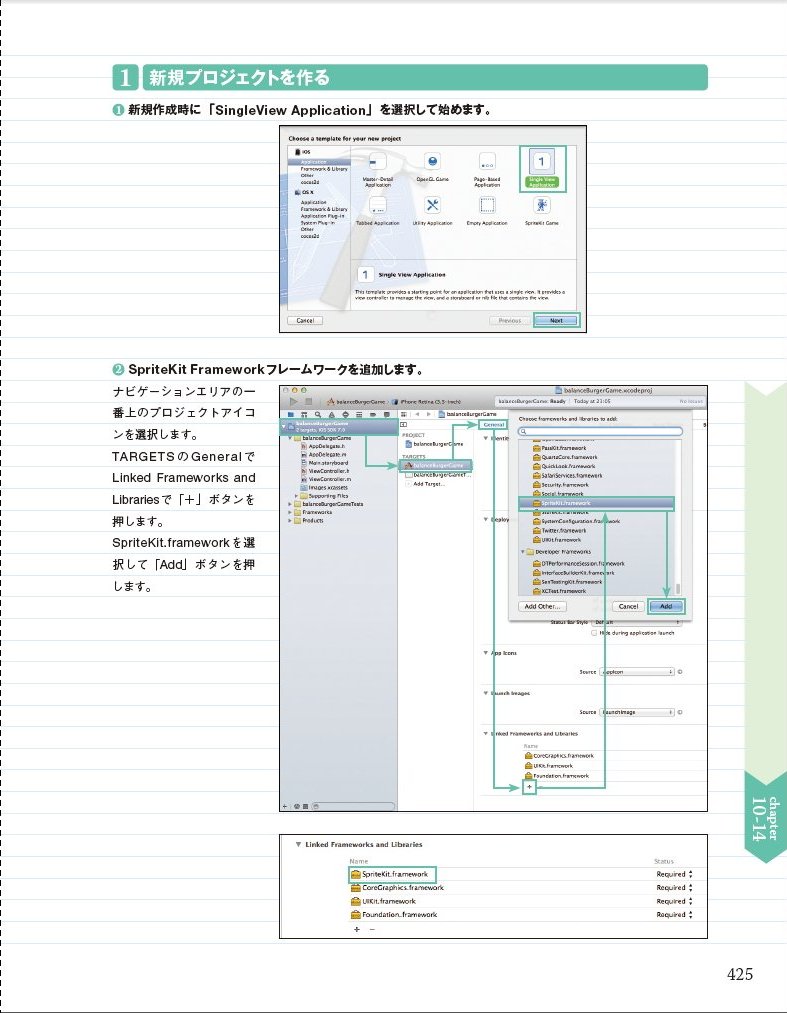 1 新規プロジェクトを作る
❶ 新規作成時に「SingleView Application」を選択して始めます。
Choose a template for your new project
iOS
Application
Framework & Library
Other
cocos2d
OS X
Application
Framework & Library
Application Plug-in
System Plug-in
Other
cocos2d
Master-Detail Application
OpenGL Game
Page-Based Application
1
Single View Application
Tabbed Application
Utility Application
Empty Application
SpriteKit Game
1 Single View Application
This template provides a starting point for an application that uses a single view. It provides a
view controller to manage the view, and a storyboard or nib file that contains the view.
Cancel
Previous
Next
❷ SpriteKit Frameworkフレームワークを追加します。
ナビゲーションエリアの一
番上のプロジェクトアイコ
ンを選択します。
TARGETSのGeneralで
Linked Frameworks and
Librariesで「＋」ボタンを
押します。
SpriteKit.frameworkを選
択して「Add」ボタンを押
します。
balanceBurgerGame.xcodeproj
balanceBurgerGame
iPhone Retina (3.5-inch)
balanceBurgerGame: Ready
Today at 23:05
No Issues
balanceBurgerGame
balanceBurgerGame
2 targets, iOS SDK 7.0
balanceBurgerGame
AppDelegate.h
AppDelegate.m
Main.storyboard
ViewController.h
ViewController.m
Images.xcassets
Supporting Files
balanceBurgerGameTests
Frameworks
Products
General
PROJECT
balanceBurgerGame
TARGETS
balanceBurgerGame
balanceBurgerGameT...
Add Target...
Choose frameworks and libraries to add:
PassKit.framework
QuartzCore.framework
QuickLook.framework
SafariServices.framework
Security.framework
Social.framework
SpriteKit.framework
StoreKit.framework
SystemConfiguration.framework
Twitter.framework
UIKit.framework
Developer Frameworks
DTPerformanceSession.framework
InterfaceBuilderKit.framework
SenTestingKit.framework
XCTest.framework
Add Other...
Cancel
Add
Status Bar Style
Default
Hide during application launch
App Icons
Source
AppIcon
Launch Images
Source
LaunchImage
Linked Frameworks and Libraries
Name
CoreGraphics.framework
UIKit.framework
Foundation.framework
+
Linked Frameworks and Libraries
Name
Status
SpriteKit.framework
Required
CoreGraphics.framework
Required
UIKit.framework
Required
Foundation.framework
Required
+ −
chapter
10-14
425